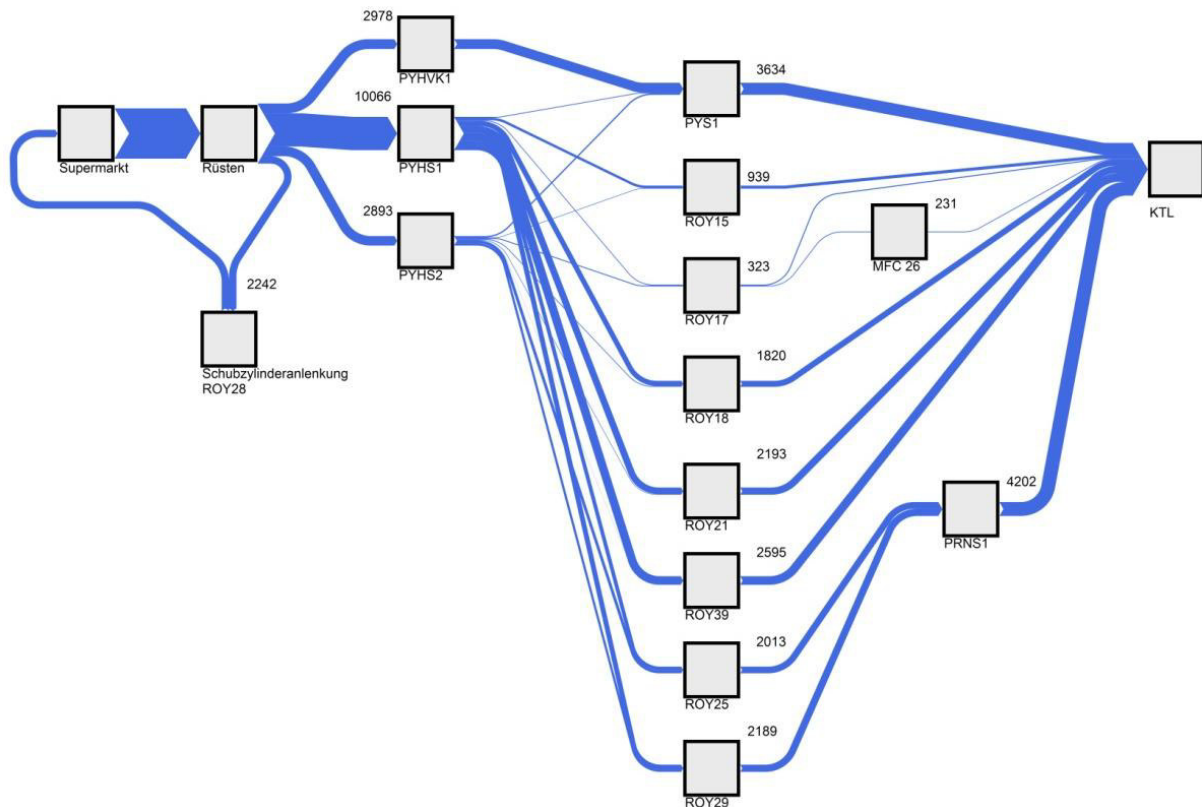 2978
PYHVK1
3634
PYS1
10066
Supermarkt
Rüsten
PYHS1
939
ROY15
231
KTL
2893
PYHS2
323
ROY17
MFC 26
2242
Schubzylinderanlenkung
ROY28
1820
ROY18
2193
ROY21
4202
PRNS1
2595
ROY39
2013
ROY25
2189
ROY29